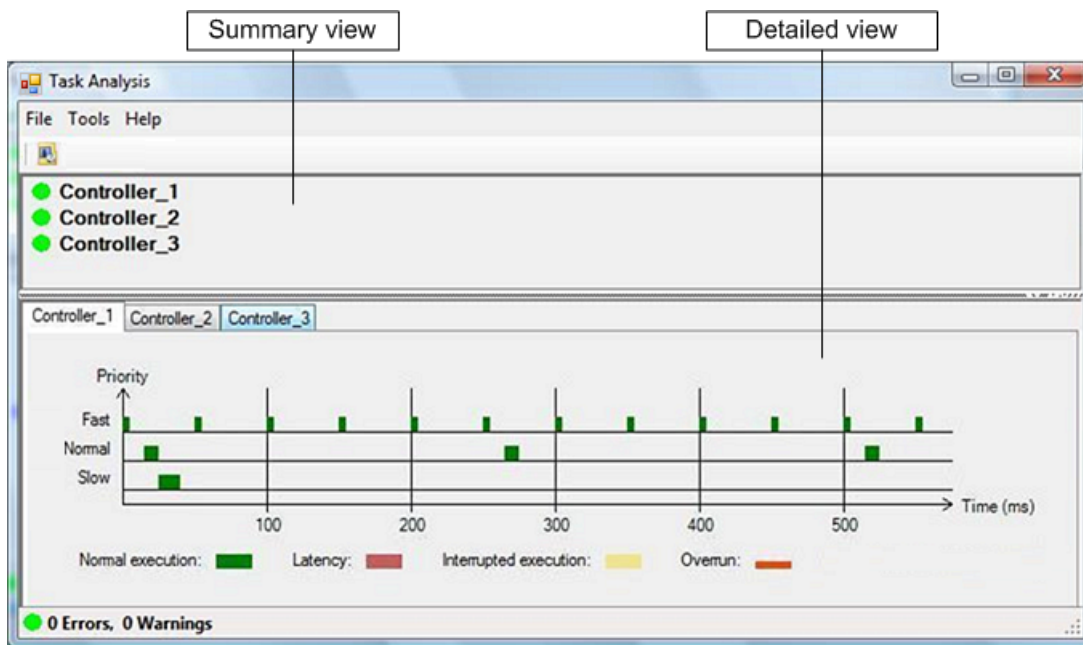 Summary view
Detailed view
Task Analysis
File Tools Help
Controller_1
Controller_2
Controller_3
Controller_1 Controller_2 Controller_3
Priority
Fast
Normal
Slow
Time (ms)
100 200 300 400 500
Normal execution: Latency: Interrupted execution: Overrun:
0 Errors, 0 Warnings